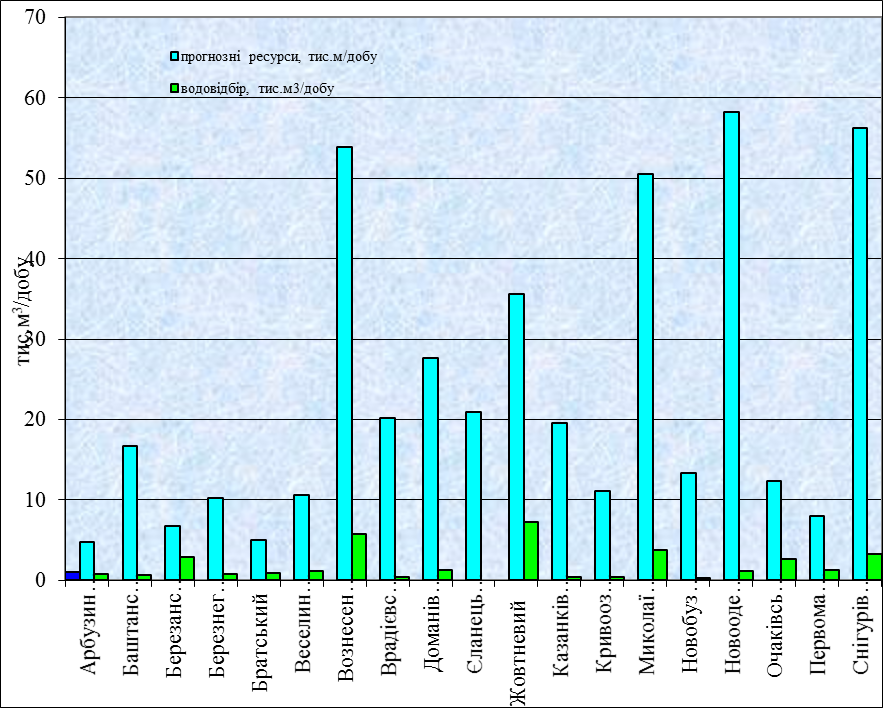 70
прогнозні ресурси, тис.м/добу
60
водовідбір, тис.м3/добу
50
40
тис.м³/добу
30
20
10
0
Арбузин..
Баштанс..
Березанс..
Березнег..
Братський
Веселин..
Вознесен..
Врадієвс..
Доманів..
Єланець..
Жовтневий
Казанків..
Кривооз..
Миколаї..
Новобуз..
Новооде..
Очаківсь..
Первома..
Снігурів..